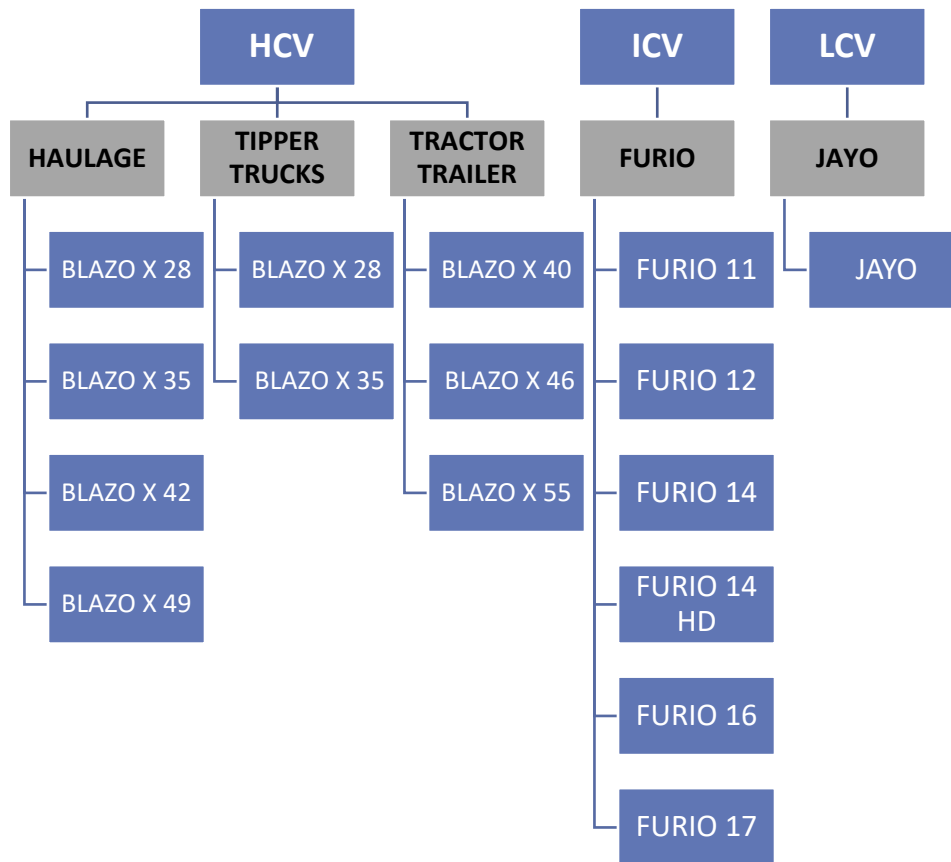 HCV
ICV
LCV
HAULAGE
TIPPER
TRUCKS
TRACTOR
TRAILER
FURIO
JAYO
BLAZO X 28
BLAZO X 28
BLAZO X 40
FURIO 11
JAYO
BLAZO X 35
BLAZO X 35
BLAZO X 46
FURIO 12
BLAZO X 42
BLAZO X 55
FURIO 14
BLAZO X 49
FURIO 14
HD
FURIO 16
FURIO 17